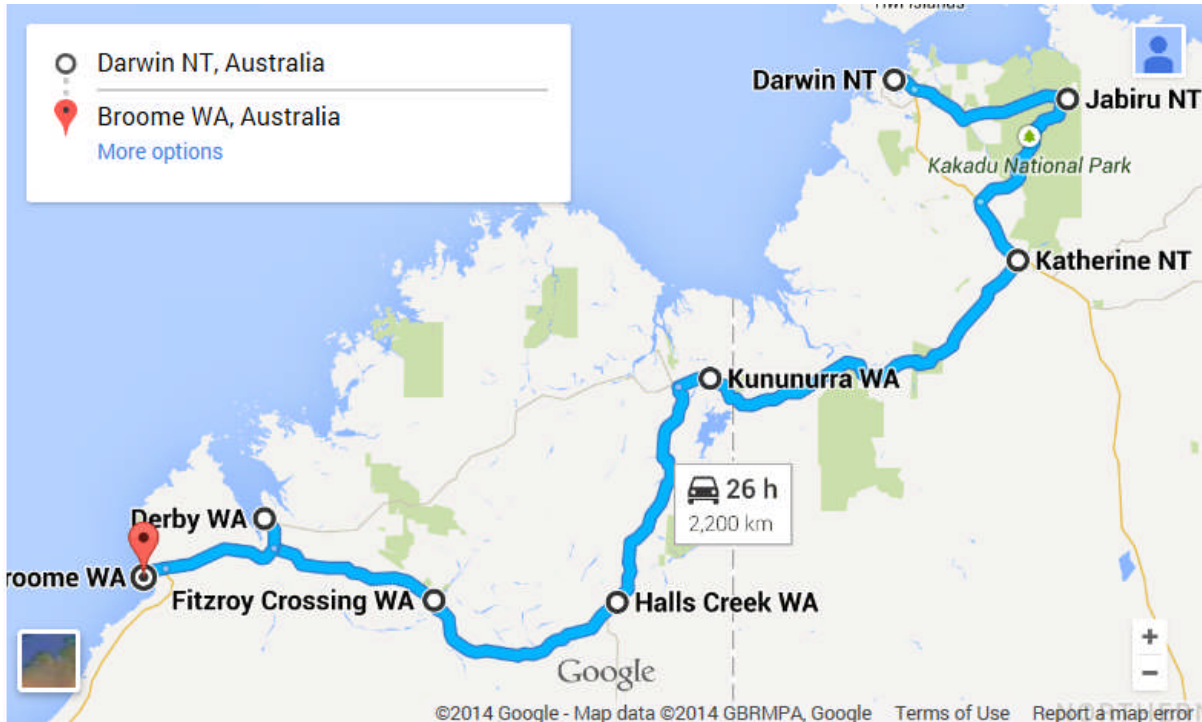 Darwin NT, Australia
Broome WA, Australia
More options
Darwin NT
Jabiru NT
Kakadu National Park
Katherine NT
Kununurra WA
26 h
2,200 km
Derby WA
roome WA
Fitzroy Crossing WA
Halls Creek WA
Google
+
−
©2014 Google - Map data ©2014 GBRMPA, Google Terms of Use Report a map error